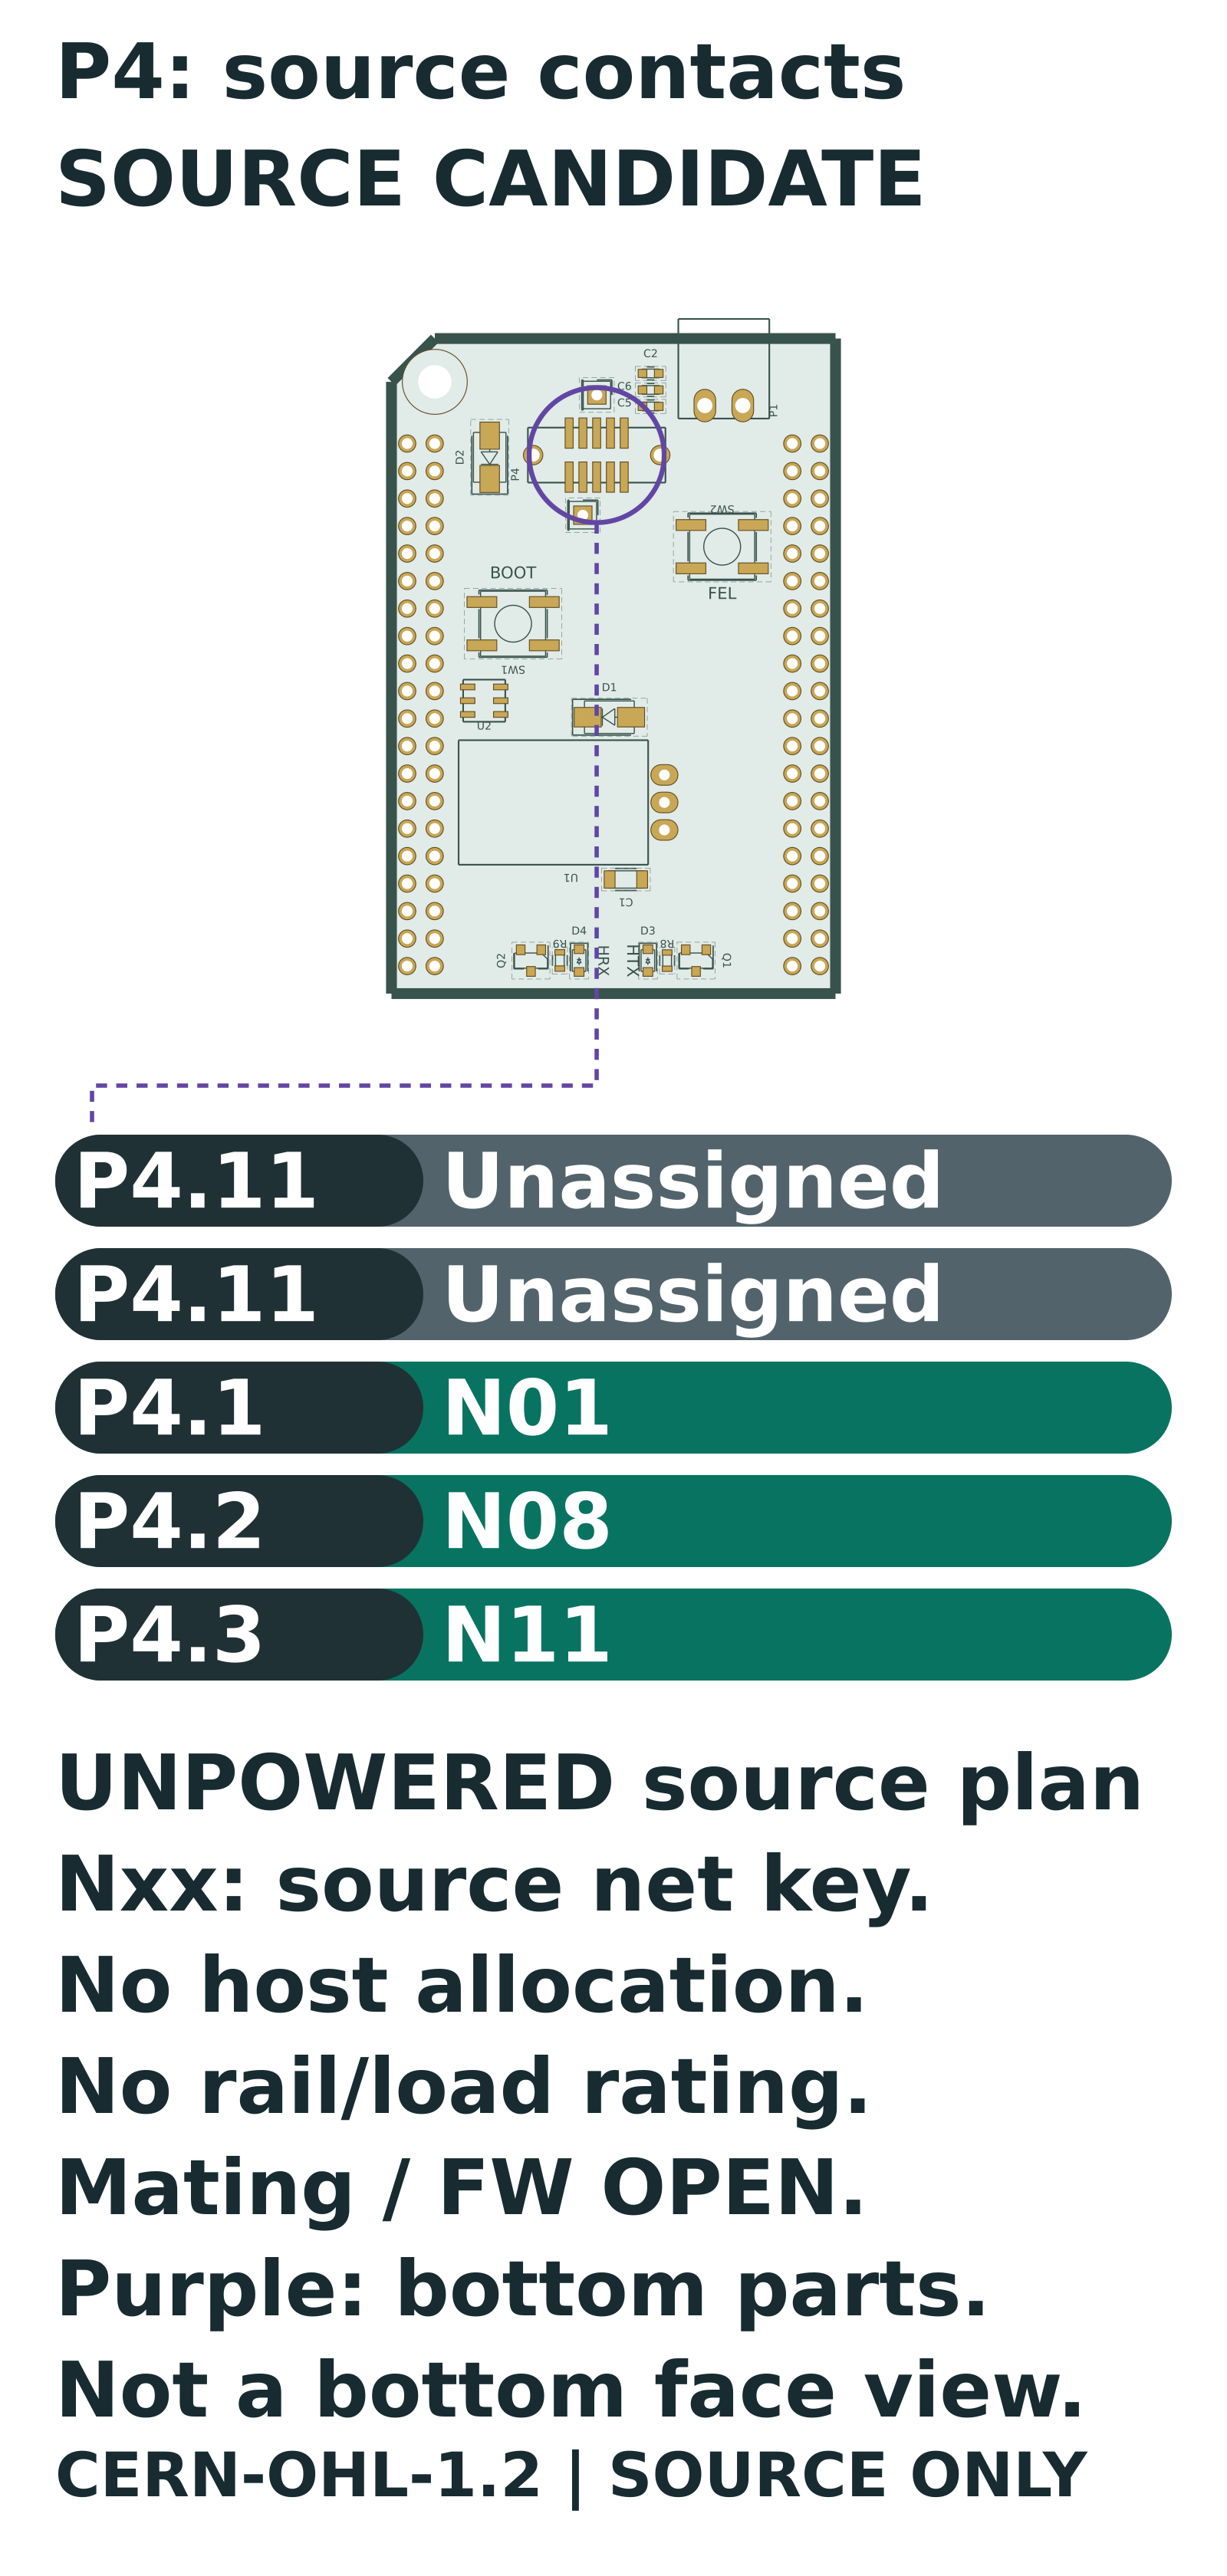 P4: source contacts
SOURCE CANDIDATE
C2
C6
C5
P1
D2
P4
SW2
BOOT
FEL
SW1
D1
U2
U1
C1
D4
D3
Q2
R9
HRX
HTX
R8
Q1
P4.11 Unassigned
P4.11 Unassigned
P4.1 N01
P4.2 N08
P4.3 N11
UNPOWERED source plan
Nxx: source net key.
No host allocation.
No rail/load rating.
Mating / FW OPEN.
Purple: bottom parts.
Not a bottom face view.
CERN-OHL-1.2 | SOURCE ONLY